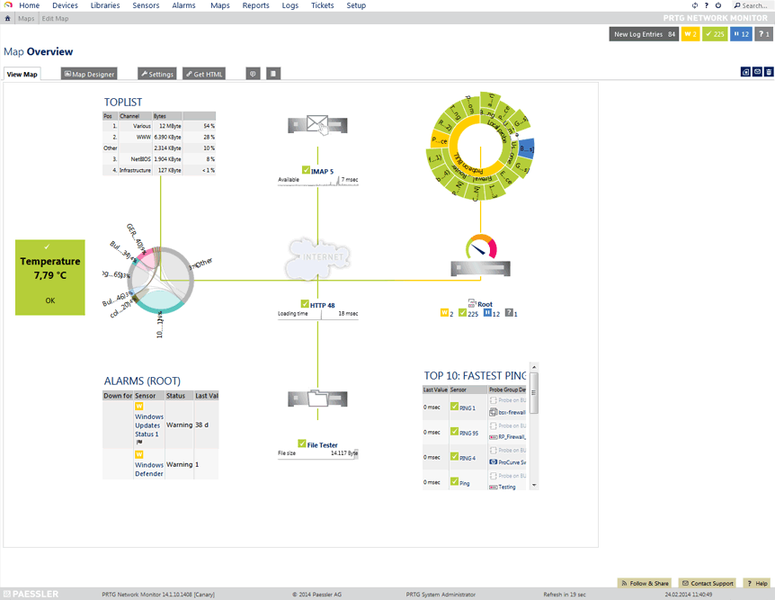 Home Devices Libraries Sensors Alarms Maps Reports Logs Tickets Setup Search...
Maps Edit Map PRTG NETWORK MONITOR
New Log Entries 84 W 2 225 12 ? 1
Map Overview
View Map Map Designer Settings Get HTML
TOPLIST
Pos Channel Bytes
1. Various 12 MByte 54 %
2. WWW 6.390 KByte 28 %
Other 2.314 KByte 10 %
3. NetBIOS 1.904 KByte 8 %
4. Infrastructure 127 KByte < 1 %
IMAP 5
Available 7 msec
Temperature
7,79 °C
OK
Other
INTERNET
HTTP 48
Loading time 18 msec
Root
W 2 225 12 ? 1
ALARMS (ROOT)
Down for Sensor Status Last Val
W
Windows
Updates
Status 1
Warning 38 d
W
Windows
Defender
Warning 1
File Tester
File size 14.117 Byte
TOP 10: FASTEST PING
Last Value Sensor Probe Group De
0 msec PING 1 Probe on BL
bsx-firewall
0 msec PING 95 Probe on BL
RP_Firewall_
0 msec PING 4 Probe on BL
ProCurve Sw
0 msec Ping Probe on BL
Testing
Follow & Share Contact Support ? Help
PAESSLER PRTG Network Monitor 14.1.10.1408 [Canary] © 2014 Paessler AG PRTG System Administrator Refresh in 19 sec 24.02.2014 11:40:49